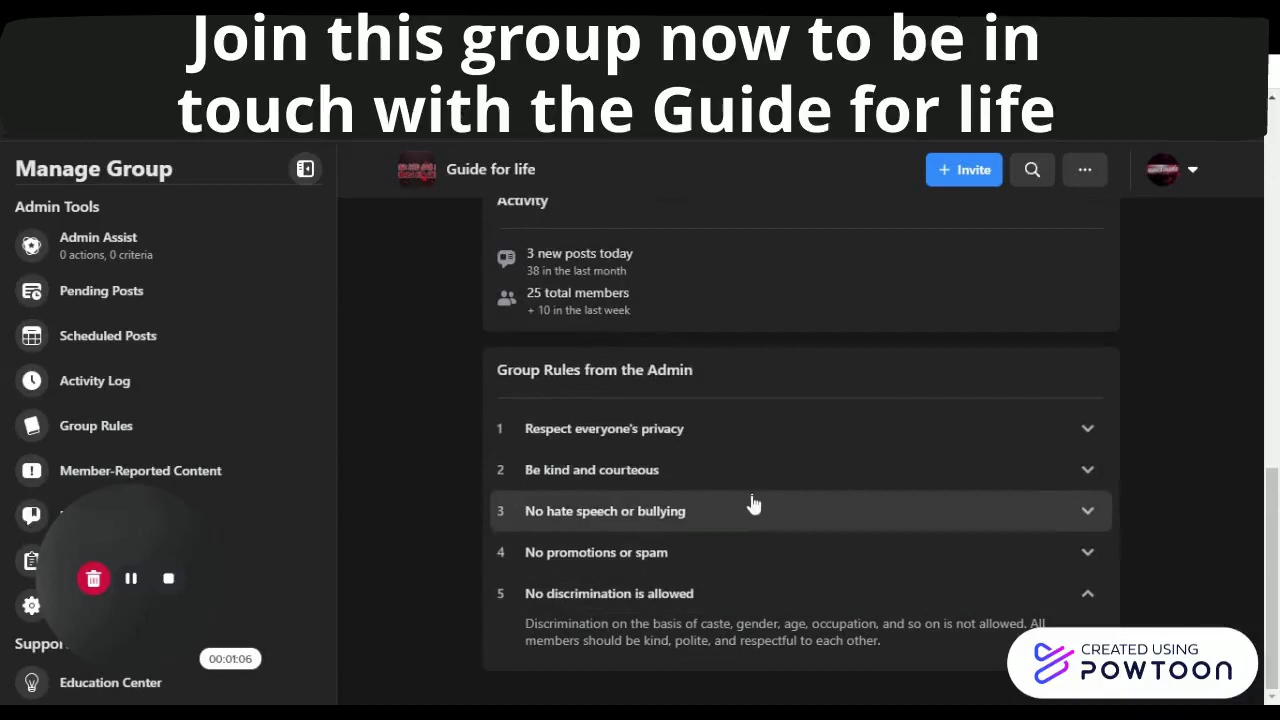 Join this group now to be in
touch with the Guide for life
Manage Group
Admin Tools
Admin Assist
0 actions, 0 criteria
Pending Posts
Scheduled Posts
Activity Log
Group Rules
Member-Reported Content
00:01:06
Education Center
Guide for life
+ Invite
Activity
3 new posts today
38 in the last month
25 total members
+ 10 in the last week
Group Rules from the Admin
1 Respect everyone's privacy
2 Be kind and courteous
3 No hate speech or bullying
4 No promotions or spam
5 No discrimination is allowed
Discrimination on the basis of caste, gender, age, occupation, and so on is not allowed. All
members should be kind, polite, and respectful to each other.
CREATED USING
POWTOON